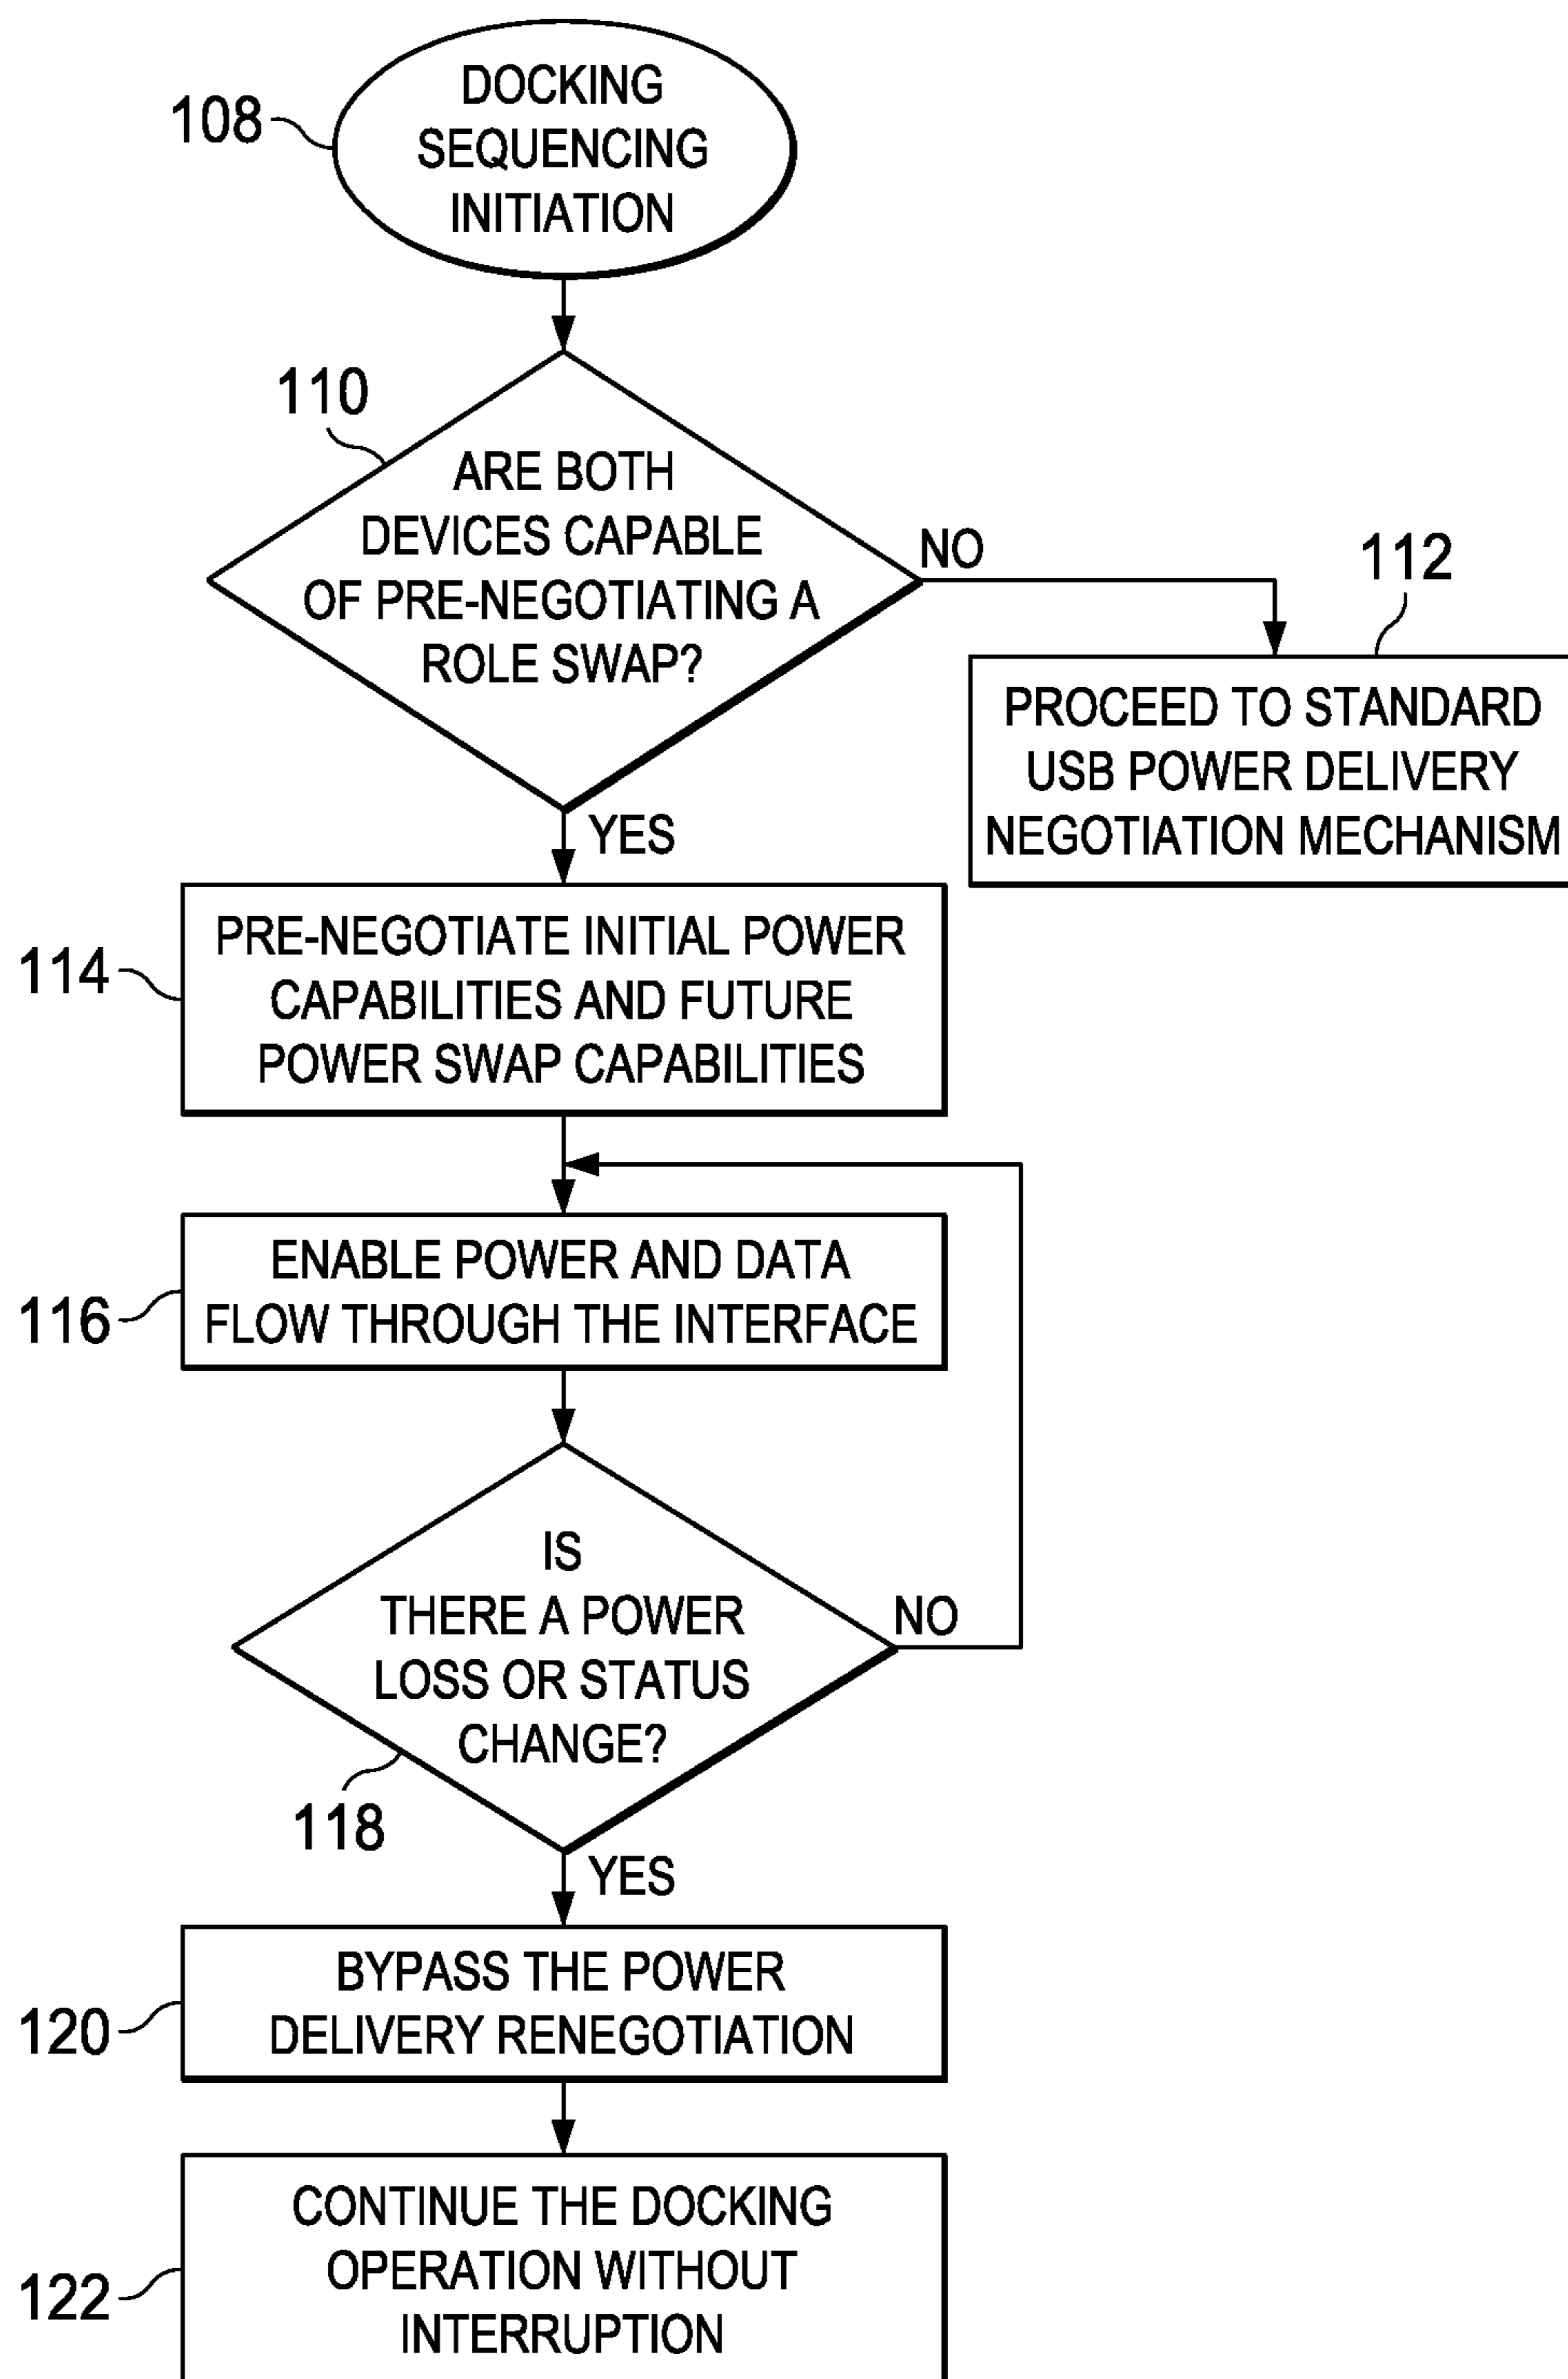 108
DOCKING
SEQUENCING
INITIATION
110
ARE BOTH
DEVICES CAPABLE
OF PRE-NEGOTIATING A
ROLE SWAP?
NO
112
PROCEED TO STANDARD
USB POWER DELIVERY
NEGOTIATION MECHANISM
YES
114
PRE-NEGOTIATE INITIAL POWER
CAPABILITIES AND FUTURE
POWER SWAP CAPABILITIES
116
ENABLE POWER AND DATA
FLOW THROUGH THE INTERFACE
IS
THERE A POWER
LOSS OR STATUS
CHANGE?
NO
118
YES
120
BYPASS THE POWER
DELIVERY RENEGOTIATION
122
CONTINUE THE DOCKING
OPERATION WITHOUT
INTERRUPTION